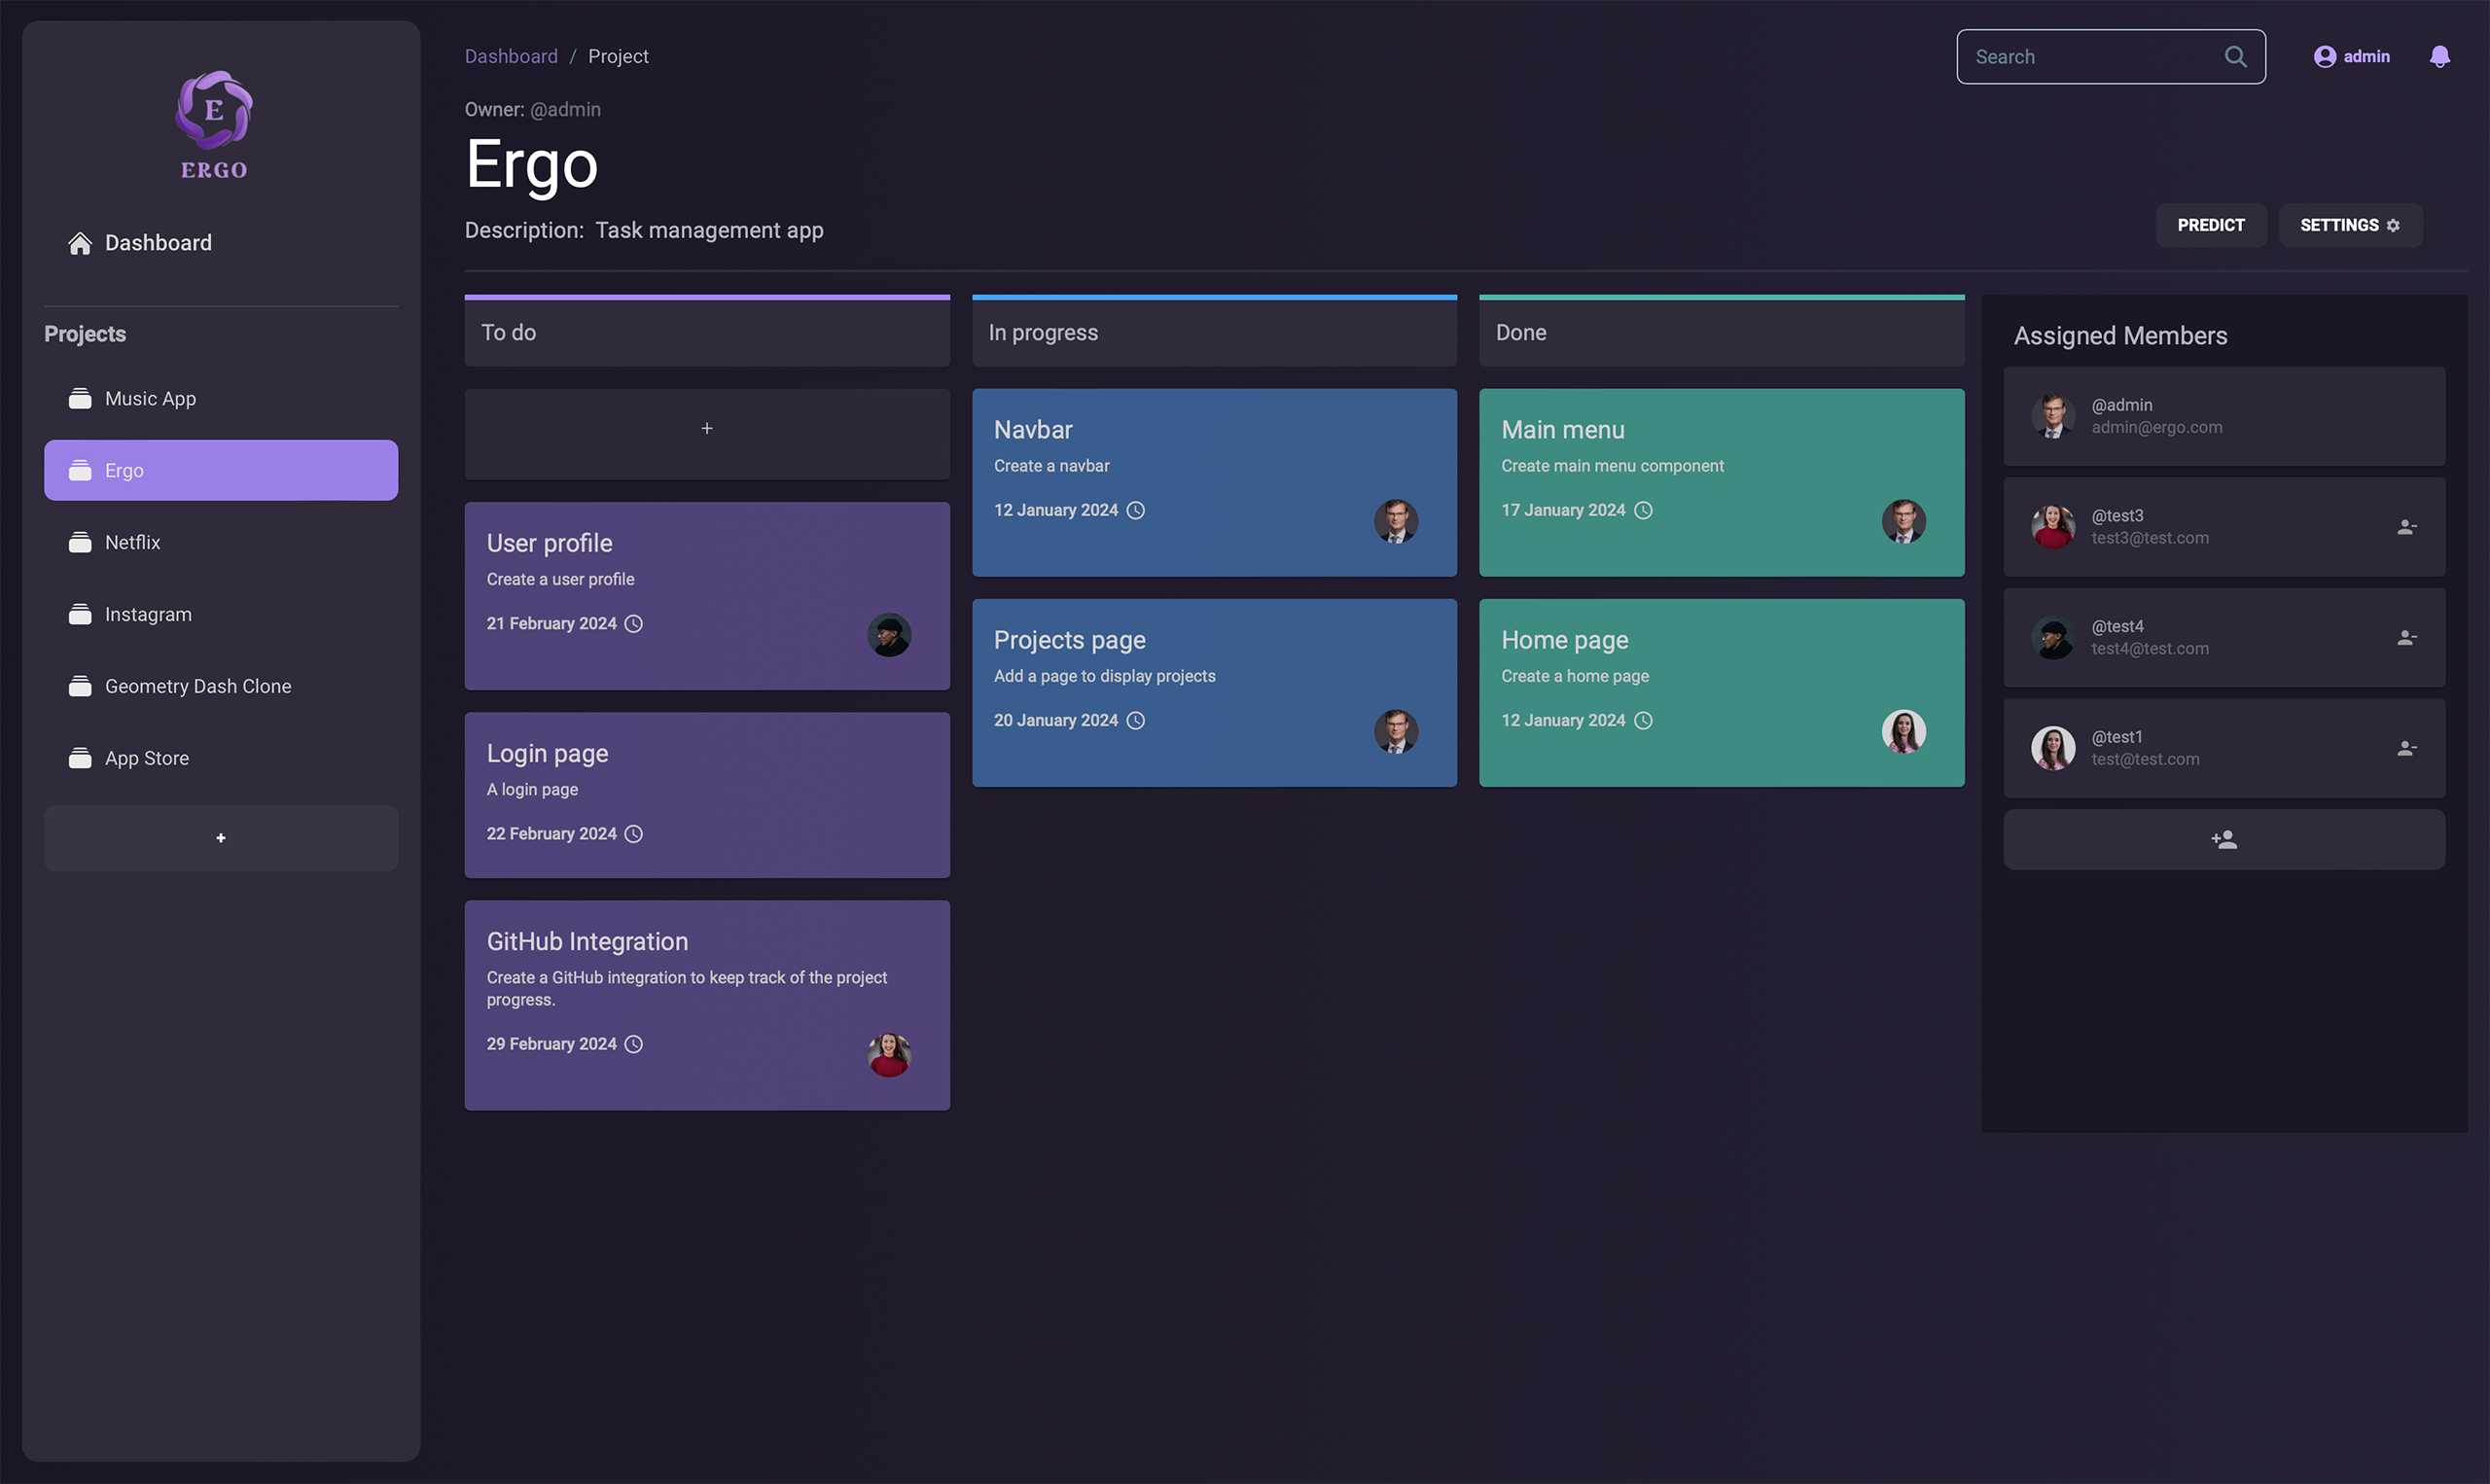 E
ERGO
Dashboard
Projects
Music App
Ergo
Netflix
Instagram
Geometry Dash Clone
App Store
+
Dashboard / Project
Search
admin
Owner: @admin
Ergo
Description: Task management app
PREDICT
SETTINGS
To do
+
User profile
Create a user profile
21 February 2024
Login page
A login page
22 February 2024
GitHub Integration
Create a GitHub integration to keep track of the project
progress.
29 February 2024
In progress
Navbar
Create a navbar
12 January 2024
Projects page
Add a page to display projects
20 January 2024
Done
Main menu
Create main menu component
17 January 2024
Home page
Create a home page
12 January 2024
Assigned Members
@admin
admin@ergo.com
@test3
test3@test.com
@test4
test4@test.com
@test1
test@test.com